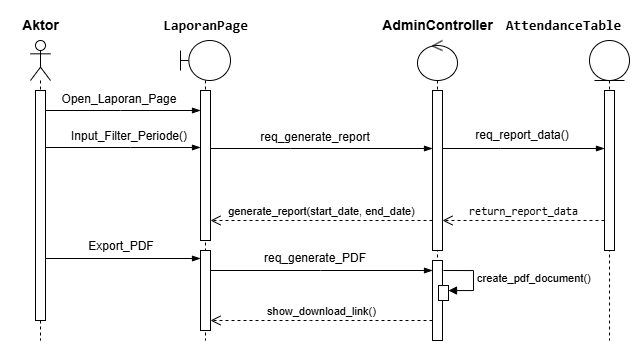 Aktor
LaporanPage
AdminController
AttendanceTable
Open_Laporan_Page
Input_Filter_Periode()
req_generate_report
req_report_data()
generate_report(start_date, end_date)
return_report_data
Export_PDF
req_generate_PDF
create_pdf_document()
show_download_link()